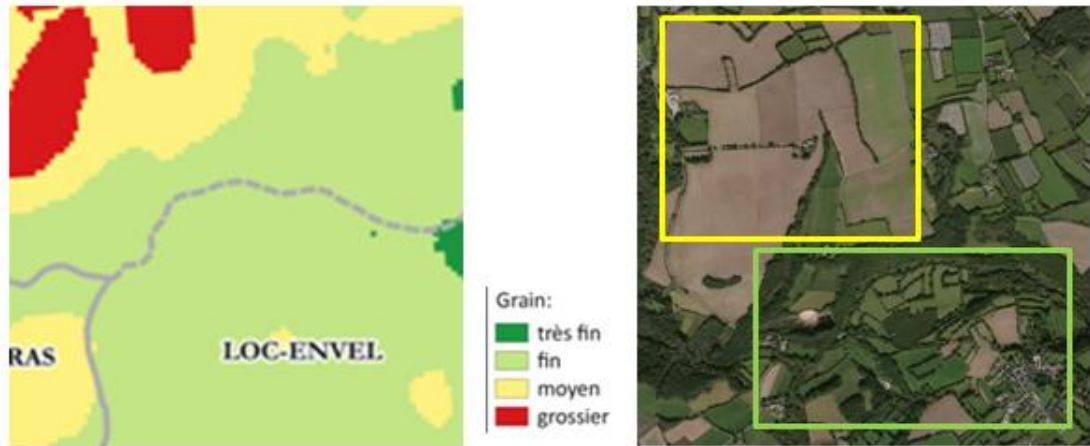 Grain:
très fin
fin
moyen
grossier
RAS
LOC-ENVEL